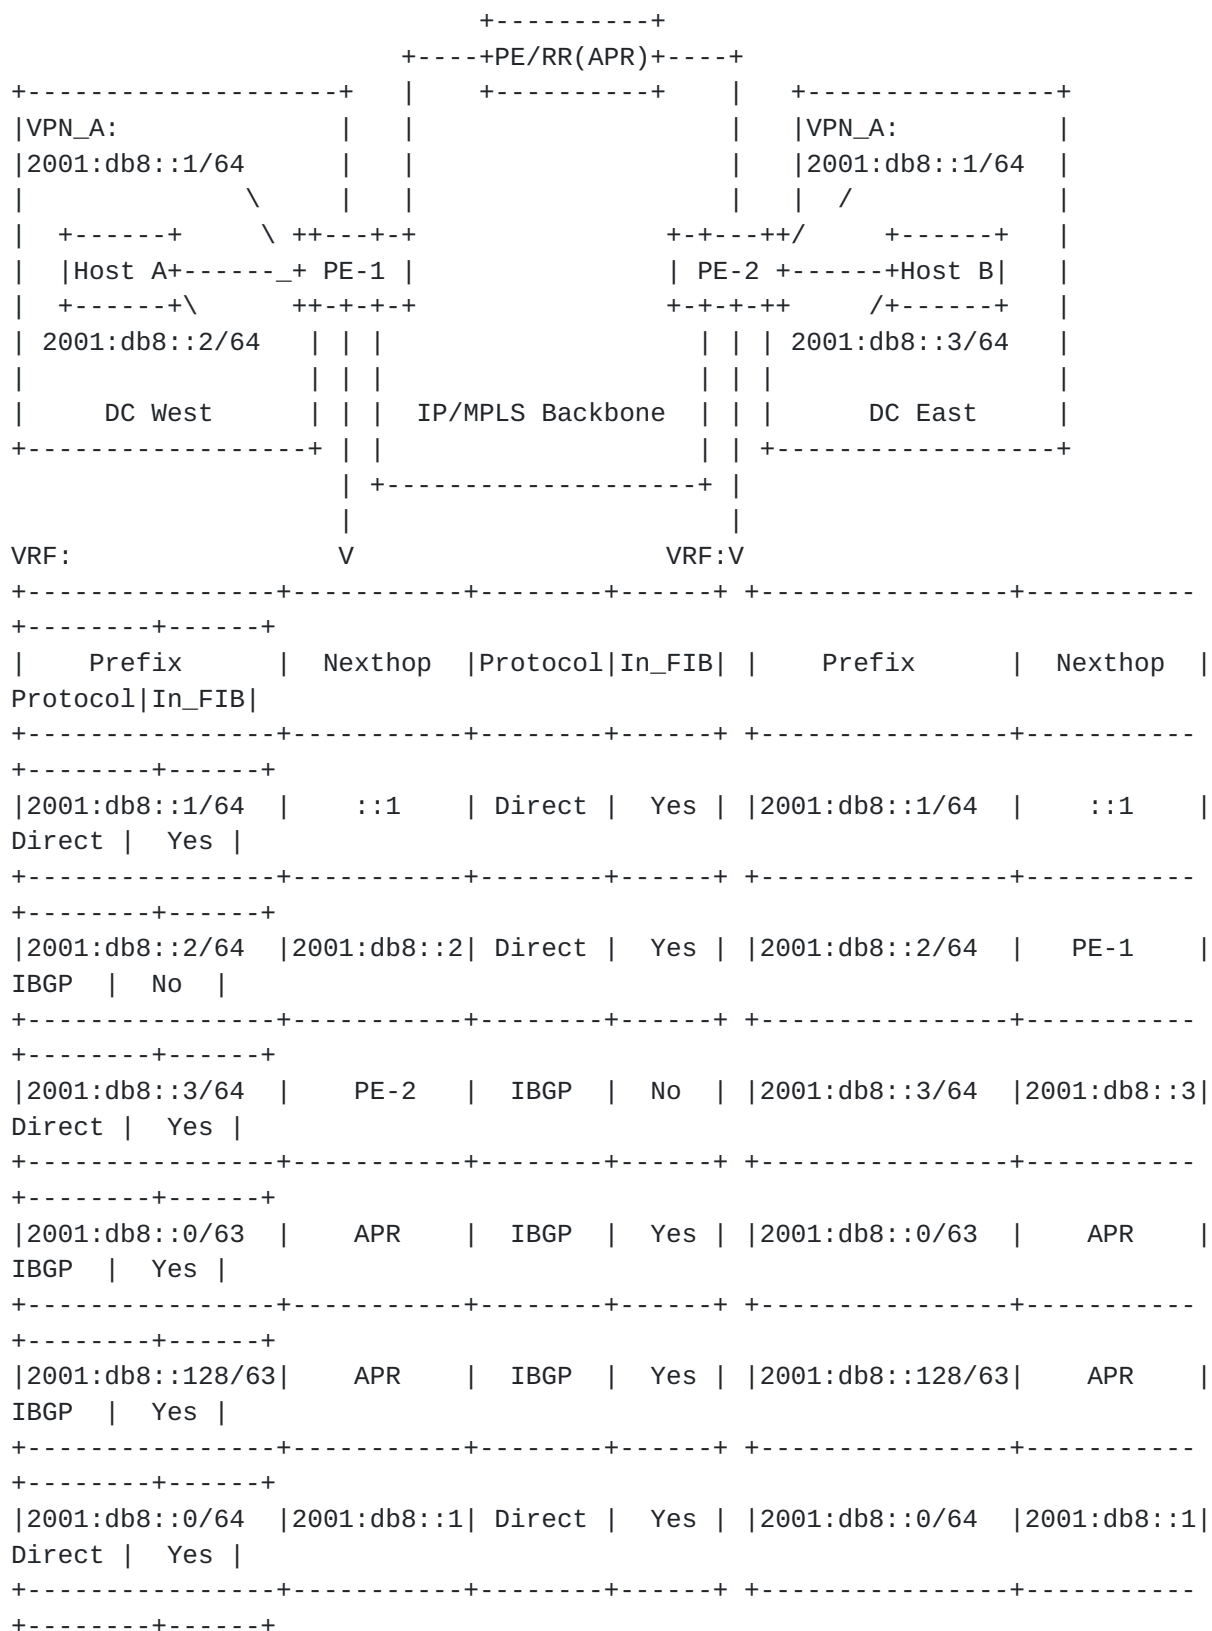 +----------+
                         +----+PE/RR(APR)+----+
+--------------------+   |    +----------+    |   +----------------+
|VPN_A:              |   |                    |   |VPN_A:          |
|2001:db8::1/64      |   |                    |   |2001:db8::1/64  |
|              \     |   |                    |   |  /             |
|  +------+     \ ++---+-+                +-+---++/     +------+   |
|  |Host A+------_+ PE-1 |                | PE-2 +------+Host B|   |
|  +------+\      ++-+-+-+                +-+-+-++     /+------+   |
| 2001:db8::2/64   | | |                    | | | 2001:db8::3/64   |
|                  | | |                    | | |                  |
|     DC West      | | |  IP/MPLS Backbone  | | |      DC East     |
+------------------+ | |                    | | +------------------+
                     | +--------------------+ |
                     |                        |
VRF:                 V                    VRF:V
+----------------+-----------+--------+------+ +----------------+-----------
+--------+------+
|    Prefix      |  Nexthop  |Protocol|In_FIB| |    Prefix      |  Nexthop  |
Protocol|In_FIB|
+----------------+-----------+--------+------+ +----------------+-----------
+--------+------+
|2001:db8::1/64  |    ::1    | Direct |  Yes | |2001:db8::1/64  |    ::1    |
Direct |  Yes |
+----------------+-----------+--------+------+ +----------------+-----------
+--------+------+
|2001:db8::2/64  |2001:db8::2| Direct |  Yes | |2001:db8::2/64  |   PE-1    |
IBGP  |  No  |
+----------------+-----------+--------+------+ +----------------+-----------
+--------+------+
|2001:db8::3/64  |    PE-2   |  IBGP  |  No  | |2001:db8::3/64  |2001:db8::3|
Direct |  Yes |
+----------------+-----------+--------+------+ +----------------+-----------
+--------+------+
|2001:db8::0/63  |    APR    |  IBGP  |  Yes | |2001:db8::0/63  |    APR    |
IBGP  |  Yes |
+----------------+-----------+--------+------+ +----------------+-----------
+--------+------+
|2001:db8::128/63|    APR    |  IBGP  |  Yes | |2001:db8::128/63|    APR    |
IBGP  |  Yes |
+----------------+-----------+--------+------+ +----------------+-----------
+--------+------+
|2001:db8::0/64  |2001:db8::1| Direct |  Yes | |2001:db8::0/64  |2001:db8::1|
Direct |  Yes |
+----------------+-----------+--------+------+ +----------------+-----------
+--------+------+